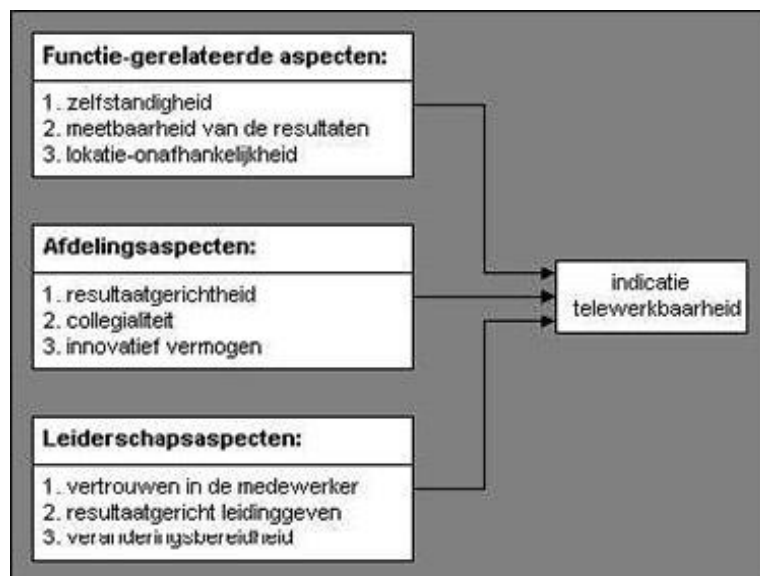 Functie-gerelateerde aspecten:
1. zelfstandigheid
2. meetbaarheid van de resultaten
3. lokatie-onafhankelijkheid
Afdelingsaspecten:
1. resultaatgerichtheid
2. collegialiteit
3. innovatief vermogen
indicatie
telewerkbaarheid
Leiderschapsaspecten:
1. vertrouwen in de medewerker
2. resultaatgericht leidinggeven
3. veranderingsbereidheid